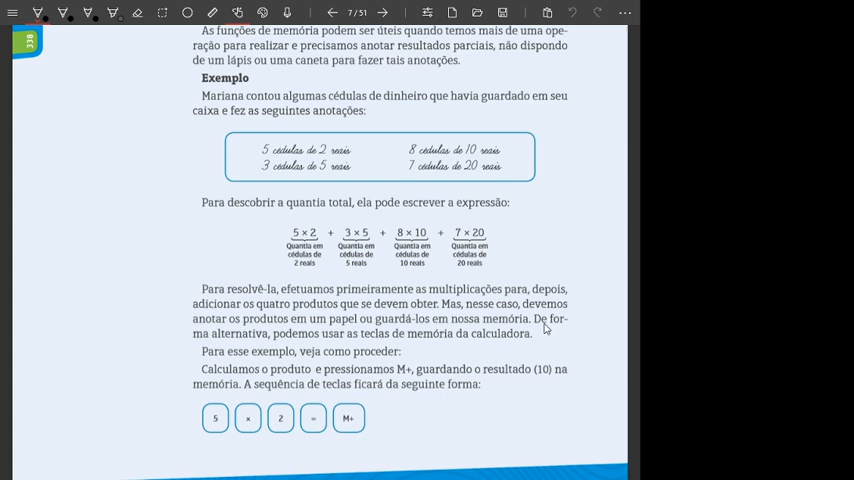 7 / 51
338
As funções de memória podem ser úteis quando temos mais de uma ope-
ração para realizar e precisamos anotar resultados parciais, não dispondo
de um lápis ou uma caneta para fazer tais anotações.
Exemplo
Mariana contou algumas cédulas de dinheiro que havia guardado em seu
caixa e fez as seguintes anotações:
5 cédulas de 2 reais 8 cédulas de 10 reais
3 cédulas de 5 reais 7 cédulas de 20 reais
Para descobrir a quantia total, ela pode escrever a expressão:
5 × 2 + 3 × 5 + 8 × 10 + 7 × 20
Quantia em Quantia em Quantia em Quantia em
cédulas de cédulas de cédulas de cédulas de
2 reais 5 reais 10 reais 20 reais
Para resolvê-la, efetuamos primeiramente as multiplicações para, depois,
adicionar os quatro produtos que se devem obter. Mas, nesse caso, devemos
anotar os produtos em um papel ou guardá-los em nossa memória. De for-
ma alternativa, podemos usar as teclas de memória da calculadora.
Para esse exemplo, veja como proceder:
Calculamos o produto e pressionamos M+, guardando o resultado (10) na
memória. A sequência de teclas ficará da seguinte forma:
5 × 2 = M+